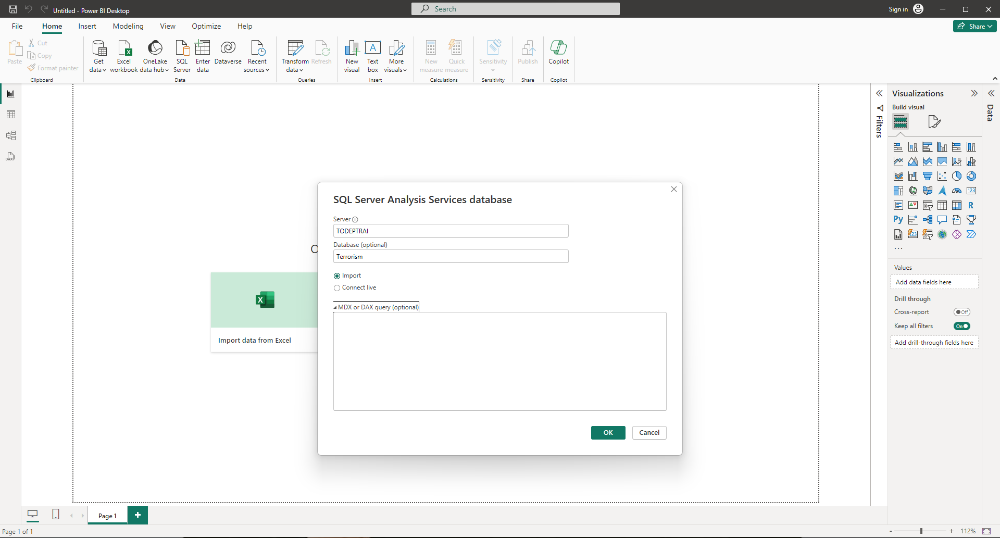 Untitled - Power BI Desktop
Search
Sign in
File
Home
Insert
Modeling
View
Optimize
Help
Share
Paste
Cut
Copy
Format painter
Clipboard
Get data
Excel workbook
OneLake data hub
SQL Server
Enter data
Dataverse
Recent sources
Data
Transform data
Refresh
Queries
New visual
Text box
More visuals
Insert
New measure
Quick measure
Calculations
Sensitivity
Sensitivity
Publish
Share
Copilot
Copilot
DAX
Import data from Excel
SQL Server Analysis Services database
Server
TODEPTRAI
Database (optional)
Terrorism
Import
Connect live
MDX or DAX query (optional)
OK
Cancel
Filters
Visualizations
Build visual
123
R
Py
123
...
Values
Add data fields here
Drill through
Cross-report
Off
Keep all filters
On
Add drill-through fields here
Data
Page 1
+
Page 1 of 1
- + 112%